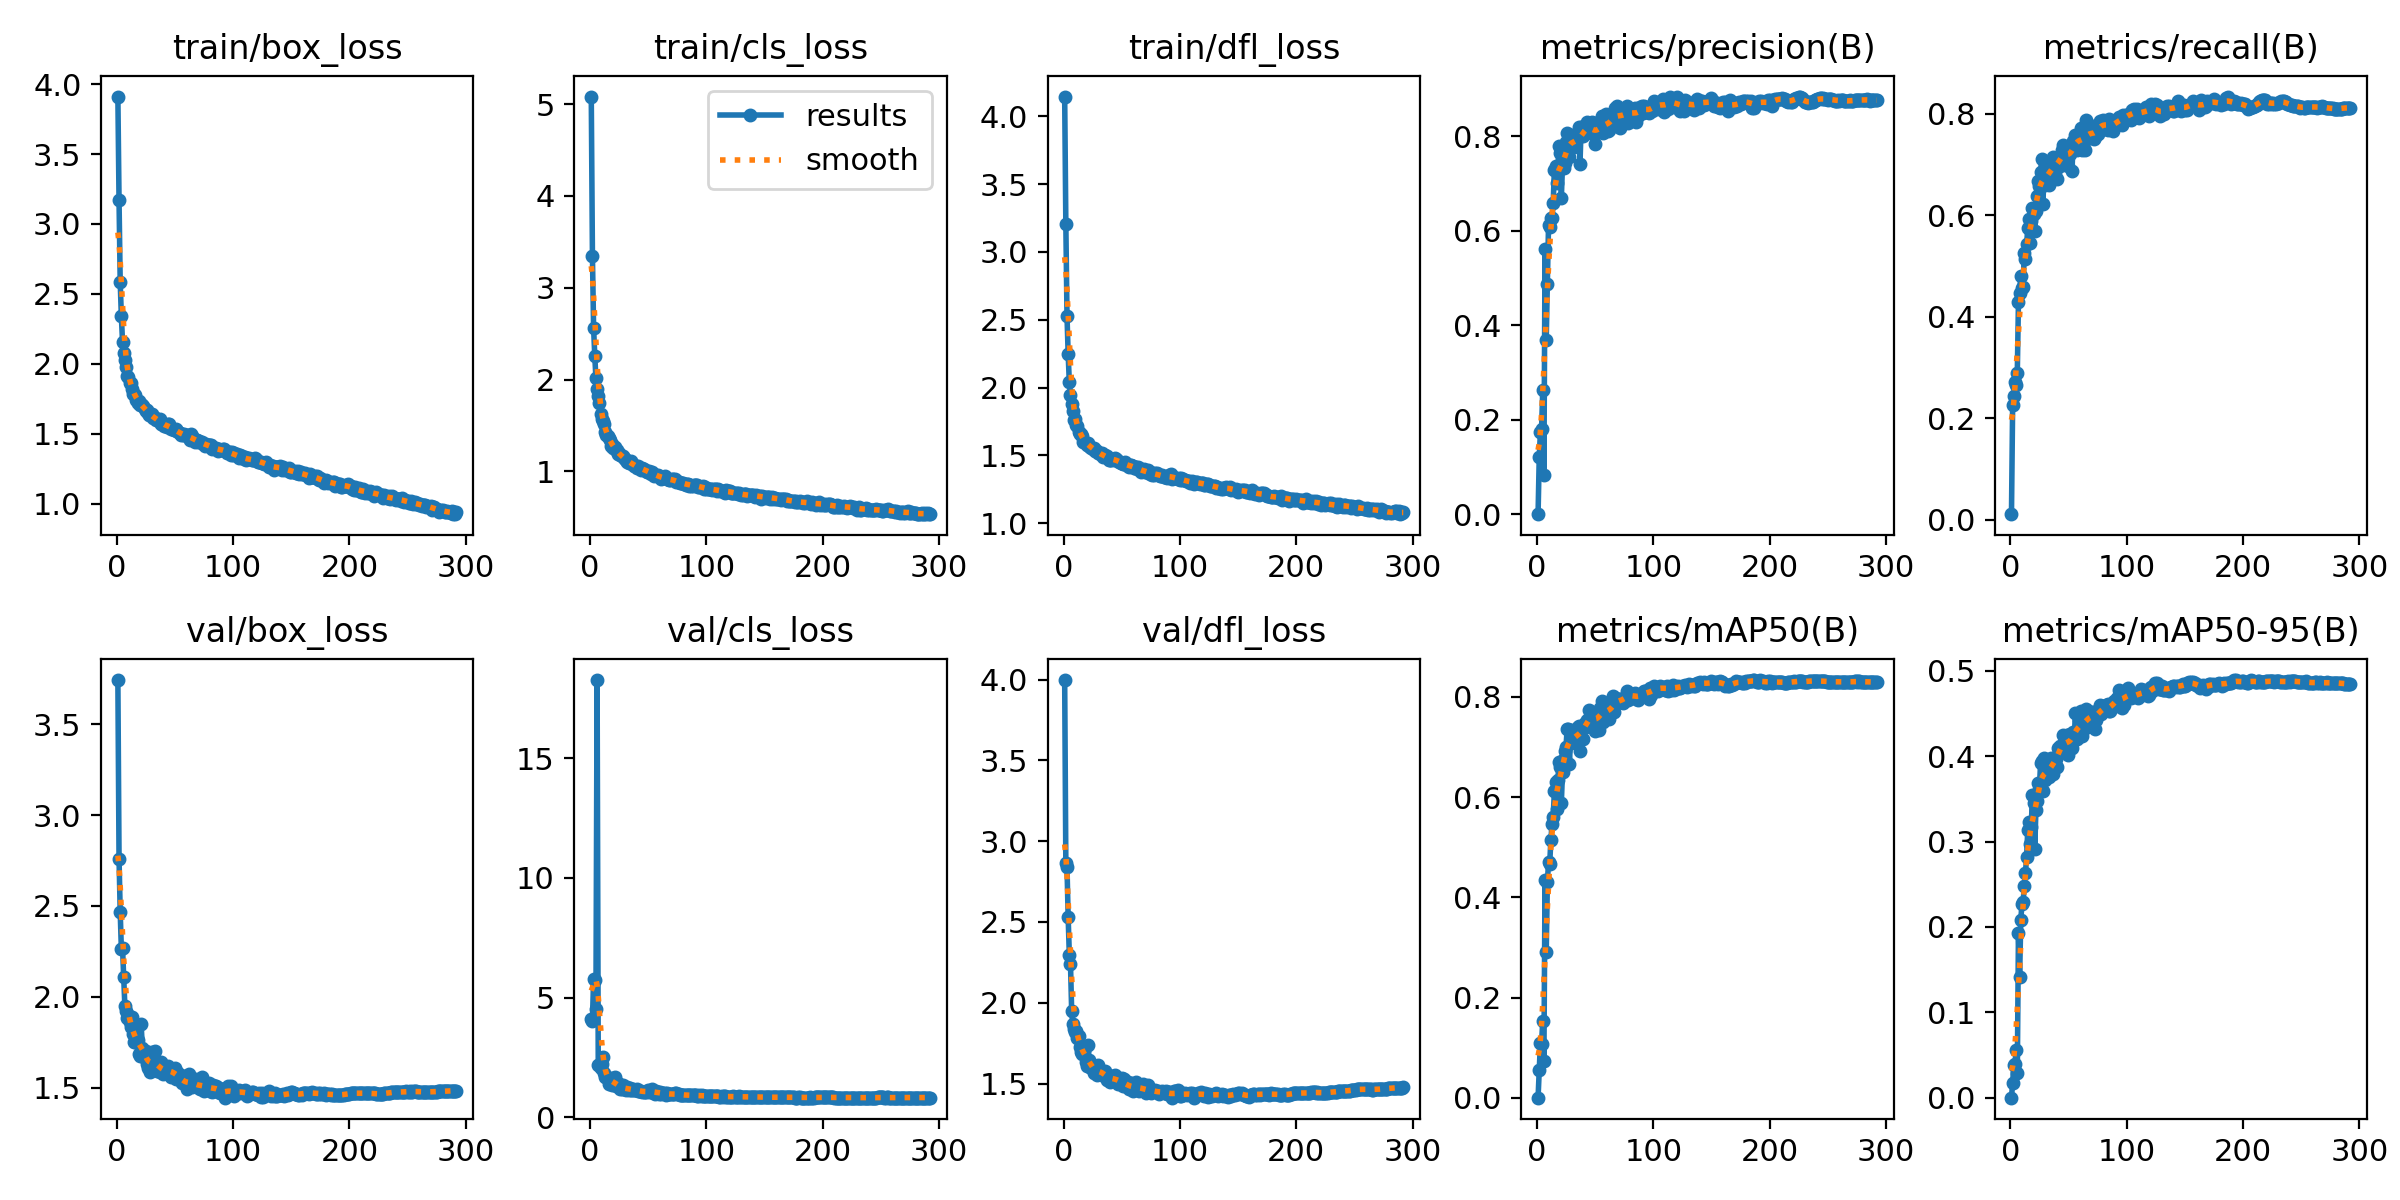 train/box_loss
4.0
3.5
3.0
2.5
2.0
1.5
1.0
0 100 200 300
train/cls_loss
results
smooth
5
4
3
2
1
0 100 200 300
train/dfl_loss
4.0
3.5
3.0
2.5
2.0
1.5
1.0
0 100 200 300
metrics/precision(B)
0.8
0.6
0.4
0.2
0.0
0 100 200 300
metrics/recall(B)
0.8
0.6
0.4
0.2
0.0
0 100 200 300
val/box_loss
3.5
3.0
2.5
2.0
1.5
0 100 200 300
val/cls_loss
15
10
5
0
0 100 200 300
val/dfl_loss
4.0
3.5
3.0
2.5
2.0
1.5
0 100 200 300
metrics/mAP50(B)
0.8
0.6
0.4
0.2
0.0
0 100 200 300
metrics/mAP50-95(B)
0.5
0.4
0.3
0.2
0.1
0.0
0 100 200 300